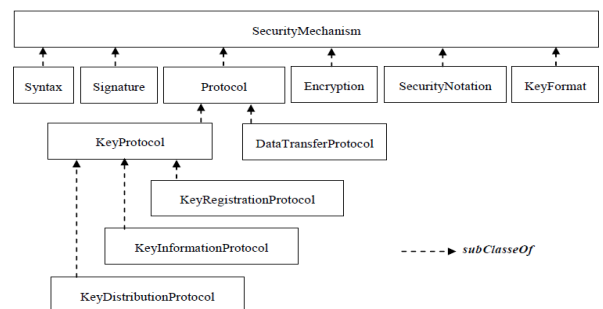 SecurityMechanism
Syntax
Signature
Protocol
Encryption
SecurityNotation
KeyFormat
KeyProtocol
DataTransferProtocol
KeyRegistrationProtocol
KeyInformationProtocol
subClasseOf
KeyDistributionProtocol